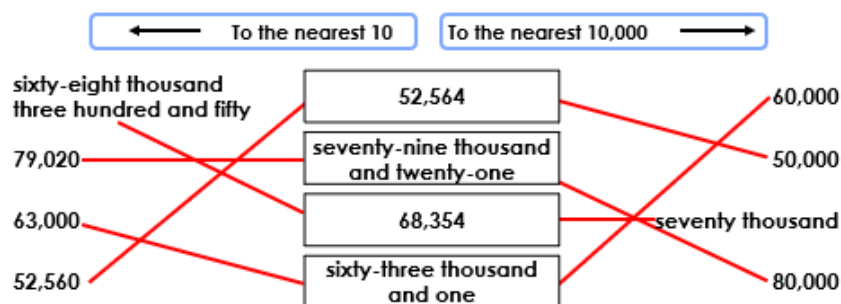 To the nearest 10
To the nearest 10,000
sixty-eight thousand
three hundred and fifty
79,020
63,000
52,560
52,564
seventy-nine thousand
and twenty-one
68,354
sixty-three thousand
and one
60,000
50,000
seventy thousand
80,000